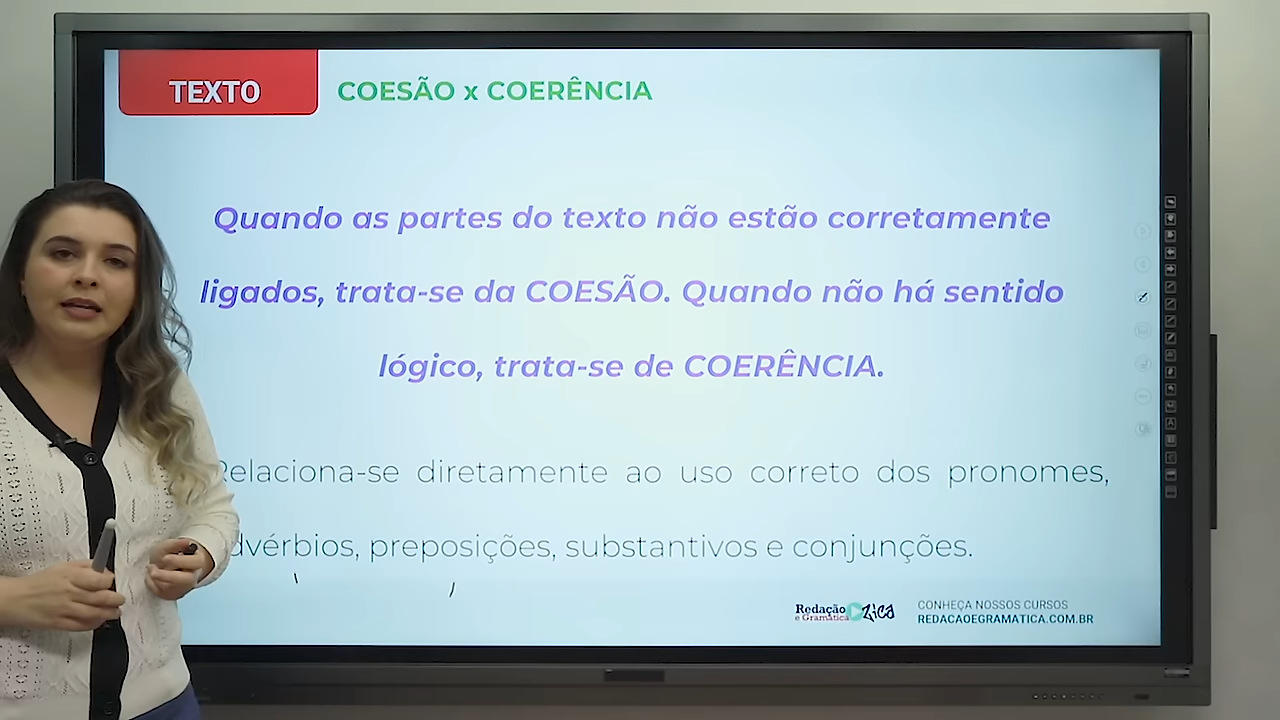 TEXTO
COESÃO x COERÊNCIA
Quando as partes do texto não estão corretamente
ligados, trata-se da COESÃO. Quando não há sentido
lógico, trata-se de COERÊNCIA.
Relaciona-se diretamente ao uso correto dos pronomes,
advérbios, preposições, substantivos e conjunções.
Redação e Gramática Zica
CONHEÇA NOSSOS CURSOS
REDACAOEGRAMATICA.COM.BR